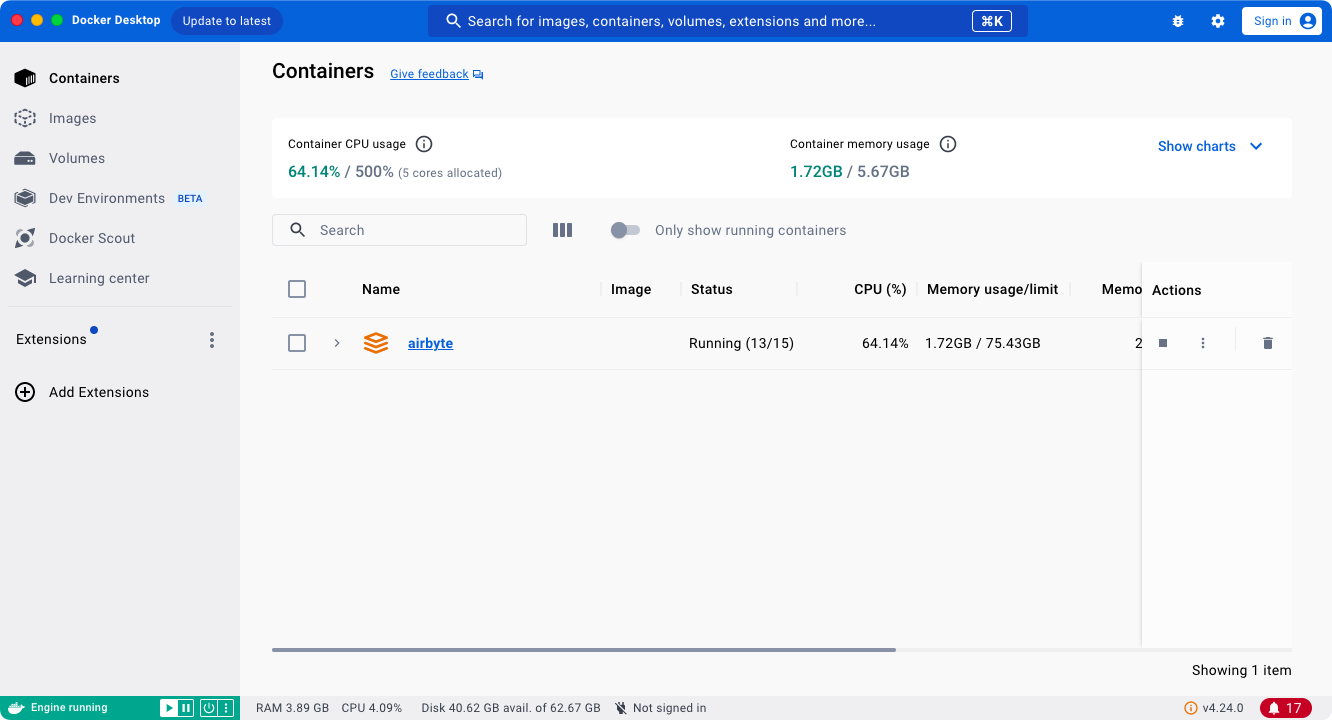 Docker Desktop
Update to latest
Search for images, containers, volumes, extensions and more...
⌘K
Sign in
Containers
Images
Volumes
Dev Environments BETA
Docker Scout
Learning center
Extensions
Add Extensions
Containers
Give feedback
Container CPU usage
64.14% / 500% (5 cores allocated)
Container memory usage
1.72GB / 5.67GB
Show charts
Search
Only show running containers
Name Image Status CPU (%) Memory usage/limit Memo Actions
airbyte Running (13/15) 64.14% 1.72GB / 75.43GB 2
Showing 1 item
Engine running
RAM 3.89 GB CPU 4.09% Disk 40.62 GB avail. of 62.67 GB Not signed in
v4.24.0
17